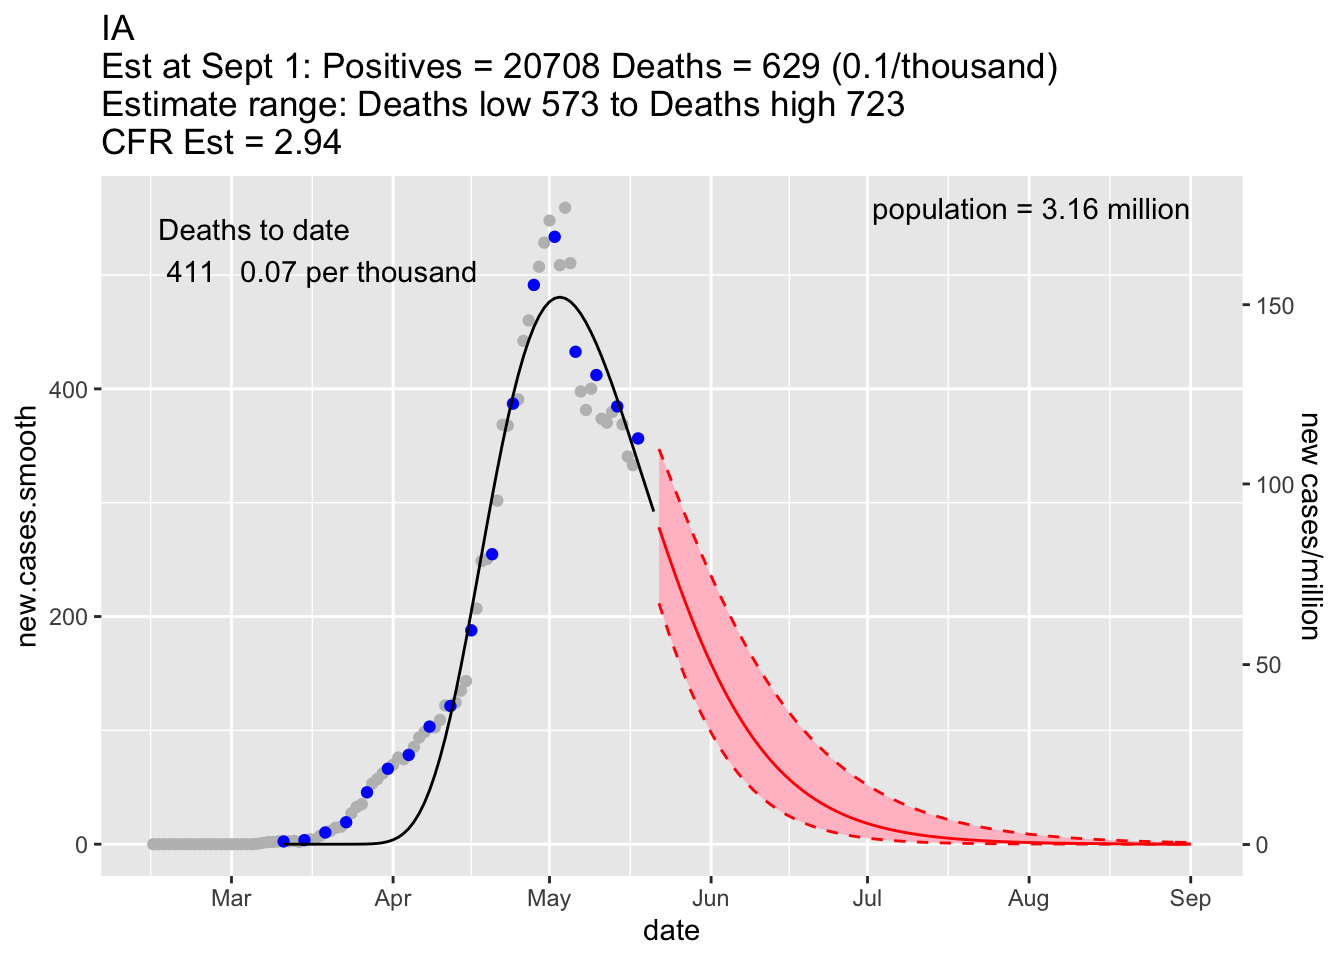 IA
Est at Sept 1: Positives = 20708 Deaths = 629 (0.1/thousand)
Estimate range: Deaths low 573 to Deaths high 723
CFR Est = 2.94
Deaths to date
411 0.07 per thousand
population = 3.16 million
new.cases.smooth
400
200
0
150
100
50
0
new cases/million
Mar Apr May Jun Jul Aug Sep
date